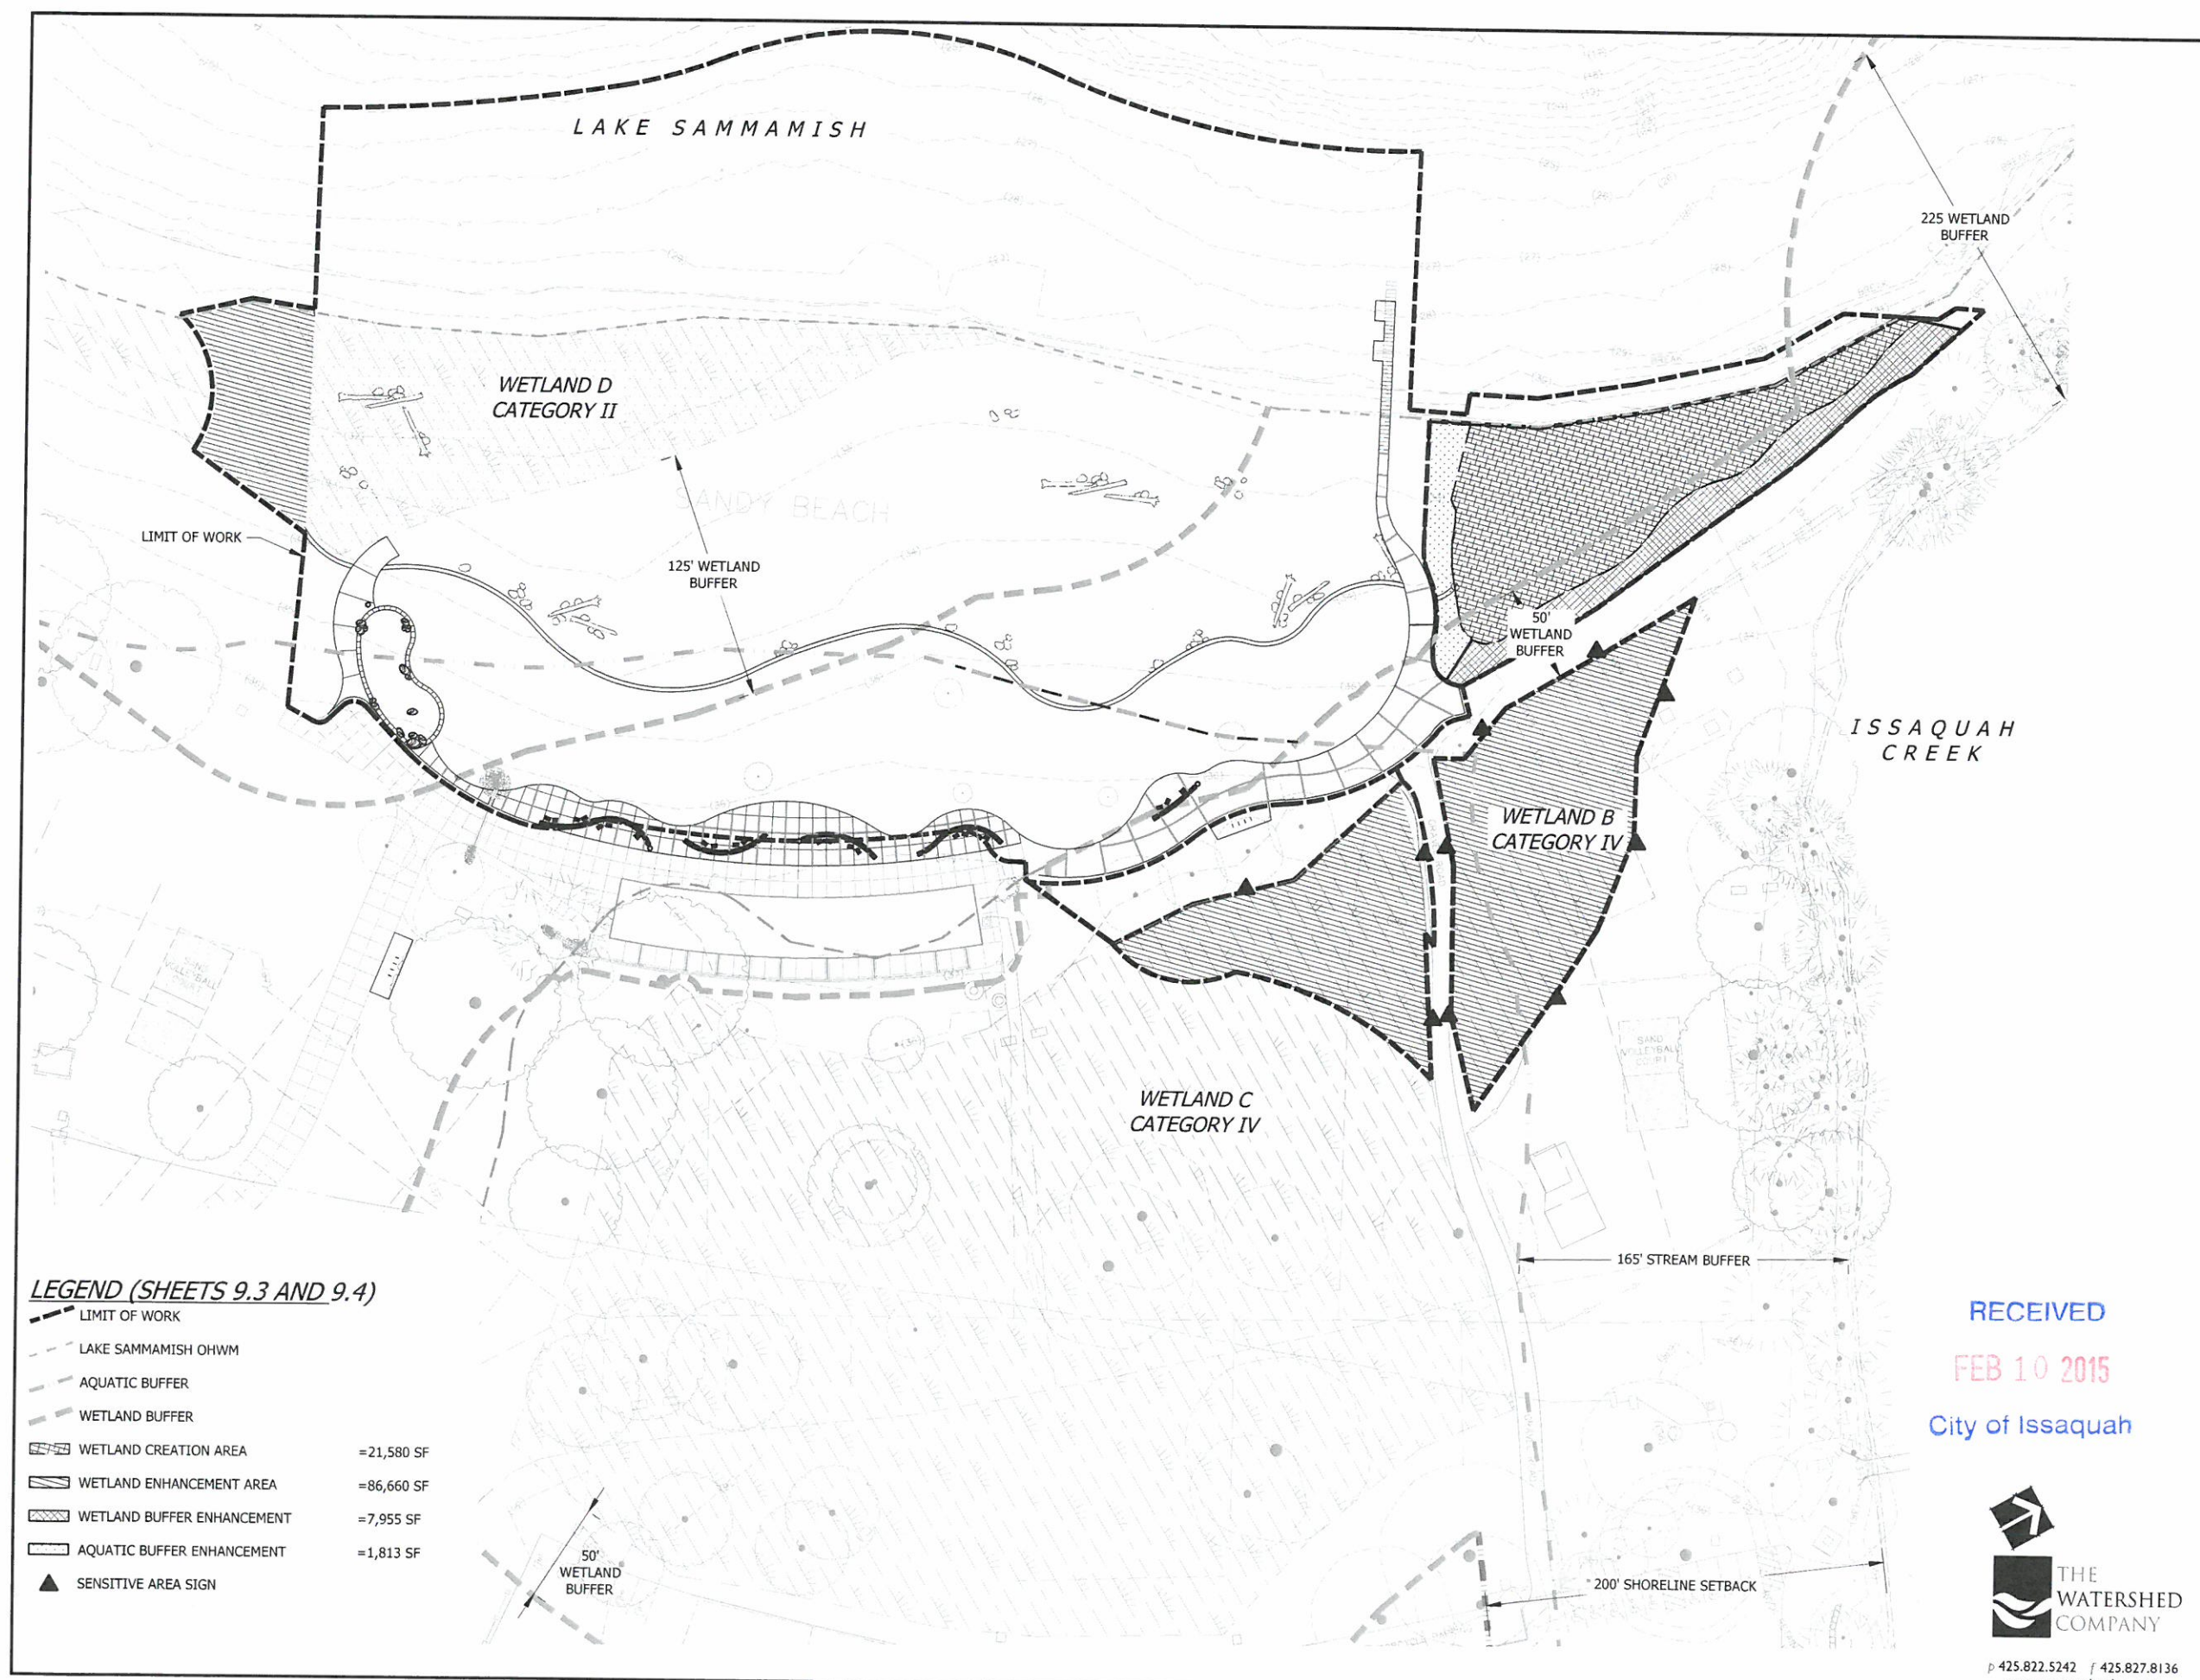 LAKE SAMMAMISH
225 WETLAND
BUFFER
WETLAND D
CATEGORY II
SANDY BEACH
LIMIT OF WORK
125' WETLAND
BUFFER
50'
WETLAND
BUFFER
ISSAQUAH
CREEK
WETLAND B
CATEGORY IV
SAND
VOLLEYBALL
COURT
WETLAND C
CATEGORY IV
165' STREAM BUFFER
LEGEND (SHEETS 9.3 AND 9.4)
LIMIT OF WORK
LAKE SAMMAMISH OHWM
AQUATIC BUFFER
WETLAND BUFFER
WETLAND CREATION AREA =21,580 SF
WETLAND ENHANCEMENT AREA =86,660 SF
WETLAND BUFFER ENHANCEMENT =7,955 SF
AQUATIC BUFFER ENHANCEMENT =1,813 SF
SENSITIVE AREA SIGN
50'
WETLAND
BUFFER
200' SHORELINE SETBACK
RECEIVED
FEB 10 2015
City of Issaquah
THE
WATERSHED
COMPANY
p 425.822.5242 f 425.827.8136